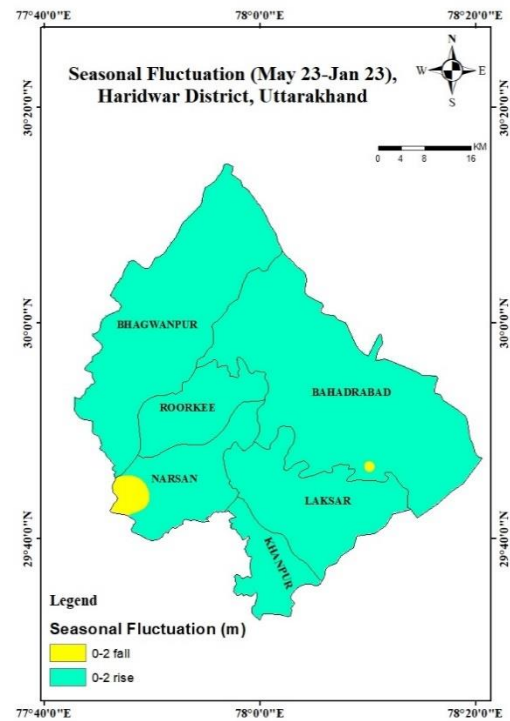 77°40'0"E 78°0'0"E 78°20'0"E
Seasonal Fluctuation (May 23-Jan 23),
Haridwar District, Uttarakhand
N
W E
S
KM
0 4 8 16
30°20'0"N 30°20'0"N
BHAGWANPUR
30°0'0"N 30°0'0"N
BAHADRABAD
ROORKEE
NARSAN
LAKSAR
KHANPUR
29°40'0"N 29°40'0"N
Legend
Seasonal Fluctuation (m)
0-2 fall
0-2 rise
77°40'0"E 78°0'0"E 78°20'0"E